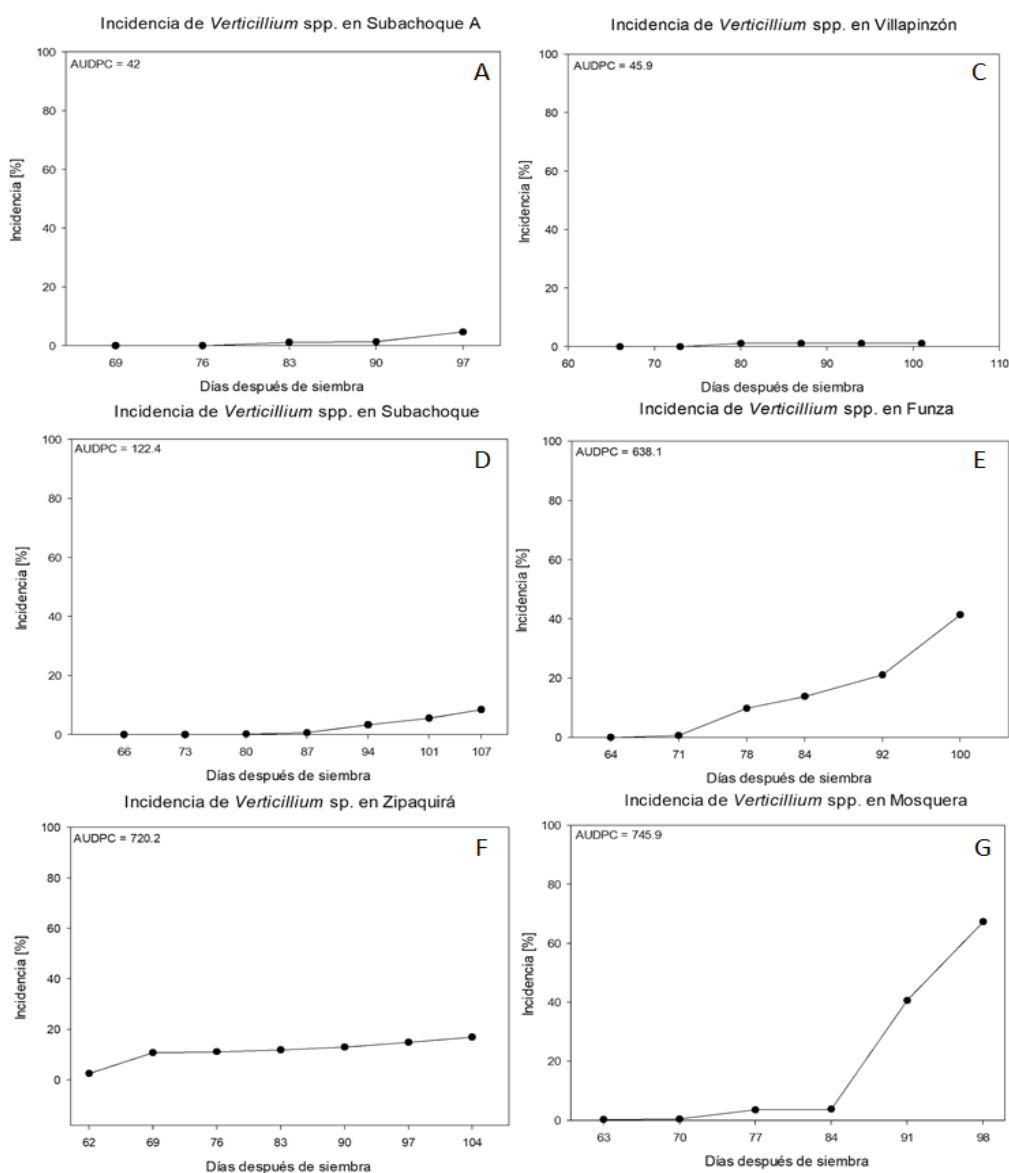 Incidencia de Verticillium spp. en Subachoque A
AUDPC = 42
A
100
80
60
40
20
0
Incidencia [%]
69 76 83 90 97
Días después de siembra
Incidencia de Verticillium spp. en Villapinzón
AUDPC = 45.9
C
100
80
60
40
20
0
Incidencia [%]
60 70 80 90 100 110
Días después de siembra
Incidencia de Verticillium spp. en Subachoque
AUDPC = 122.4
D
100
80
60
40
20
0
Incidencia [%]
66 73 80 87 94 101 107
Días después de siembra
Incidencia de Verticillium spp. en Funza
AUDPC = 638.1
E
100
80
60
40
20
0
Incidencia [%]
64 71 78 84 92 100
Días después de siembra
Incidencia de Verticillium sp. en Zipaquirá
AUDPC = 720.2
F
100
80
60
40
20
0
Incidencia [%]
62 69 76 83 90 97 104
Días después de siembra
Incidencia de Verticillium spp. en Mosquera
AUDPC = 745.9
G
100
80
60
40
20
0
Incidencia [%]
63 70 77 84 91 98
Días después de siembra